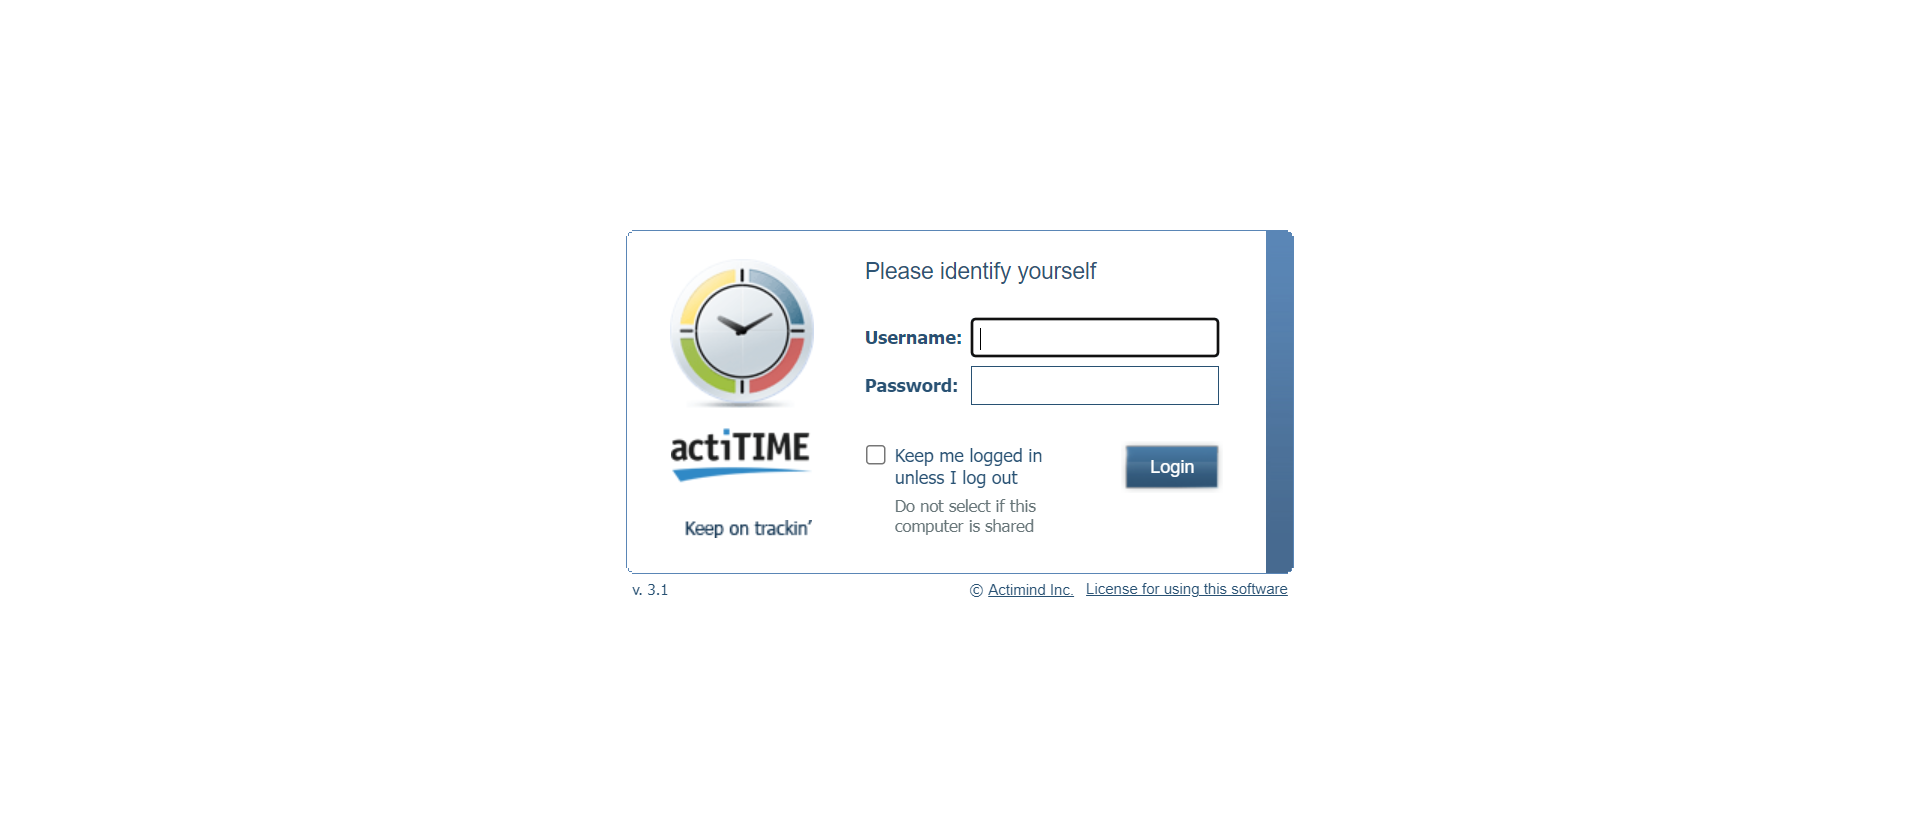 Please identify yourself
Username:
Password:
actiTIME
Keep me logged in
unless I log out
Login
Do not select if this
computer is shared
Keep on trackin’
v. 3.1
© Actimind Inc. License for using this software